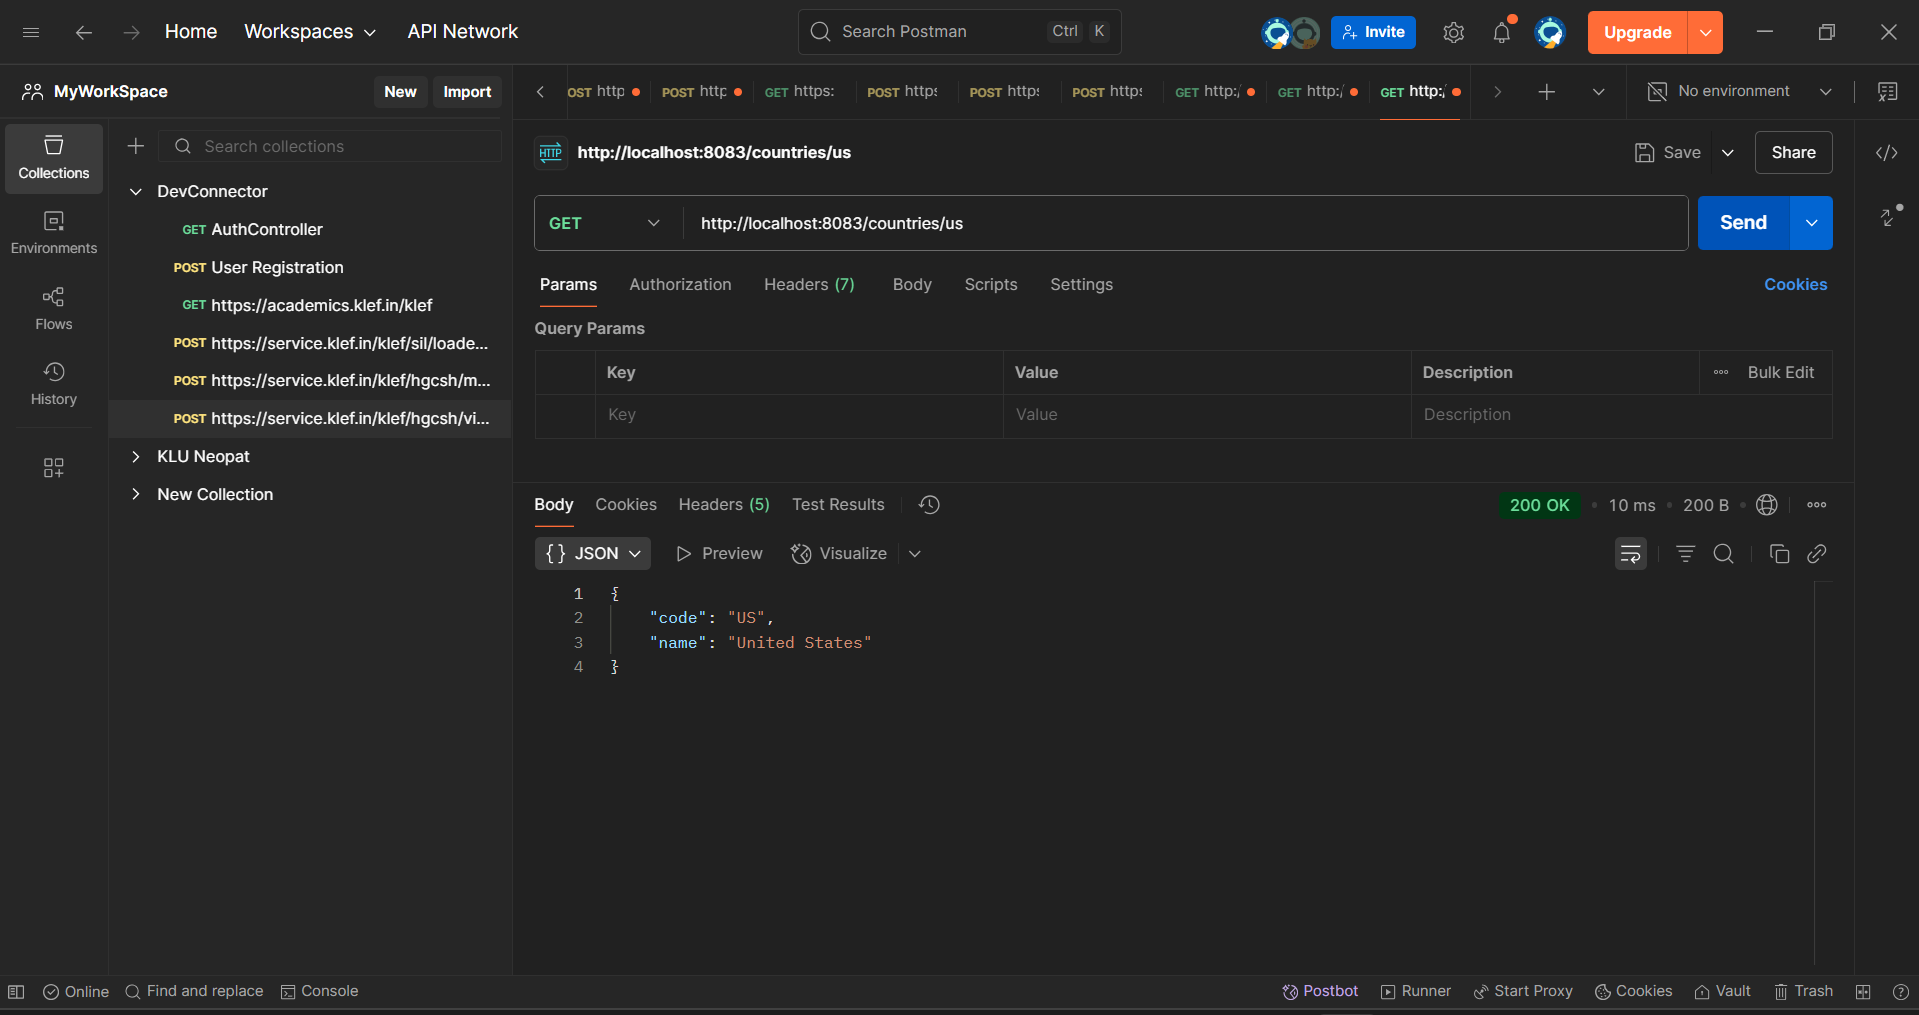 Home Workspaces API Network Search Postman Ctrl K Invite Upgrade
MyWorkSpace New Import
OST http POST http GET https: POST https POST https POST https GET http:/ GET http:/ GET http:/ No environment
Collections
Environments
Flows
History
Search collections
DevConnector
GET AuthController
POST User Registration
GET https://academics.klef.in/klef
POST https://service.klef.in/klef/sil/loade...
POST https://service.klef.in/klef/hgcsh/m...
POST https://service.klef.in/klef/hgcsh/vi...
KLU Neopat
New Collection
HTTP http://localhost:8083/countries/us Save Share
GET http://localhost:8083/countries/us Send
Params Authorization Headers (7) Body Scripts Settings Cookies
Query Params
Key Value Description Bulk Edit
Key Value Description
Body Cookies Headers (5) Test Results 200 OK • 10 ms • 200 B •
{} JSON Preview Visualize
1 {
2 "code": "US",
3 "name": "United States"
4 }
Online Find and replace Console Postbot Runner Start Proxy Cookies Vault Trash